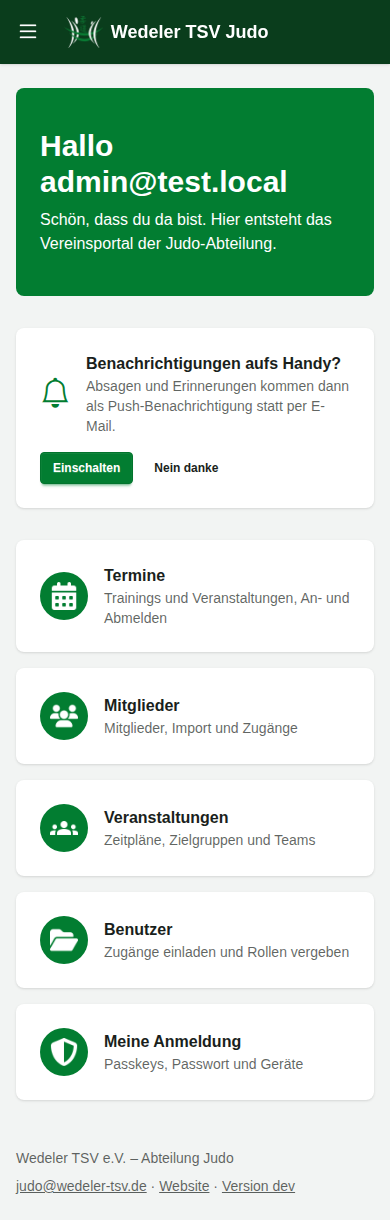 Wedeler TSV Judo
Hallo
admin@test.local
Schön, dass du da bist. Hier entsteht das
Vereinsportal der Judo-Abteilung.
Benachrichtigungen aufs Handy?
Absagen und Erinnerungen kommen dann
als Push-Benachrichtigung statt per E-
Mail.
Einschalten
Nein danke
Termine
Trainings und Veranstaltungen, An- und
Abmelden
Mitglieder
Mitglieder, Import und Zugänge
Veranstaltungen
Zeitpläne, Zielgruppen und Teams
Benutzer
Zugänge einladen und Rollen vergeben
Meine Anmeldung
Passkeys, Passwort und Geräte
Wedeler TSV e.V. – Abteilung Judo
judo@wedeler-tsv.de · Website · Version dev